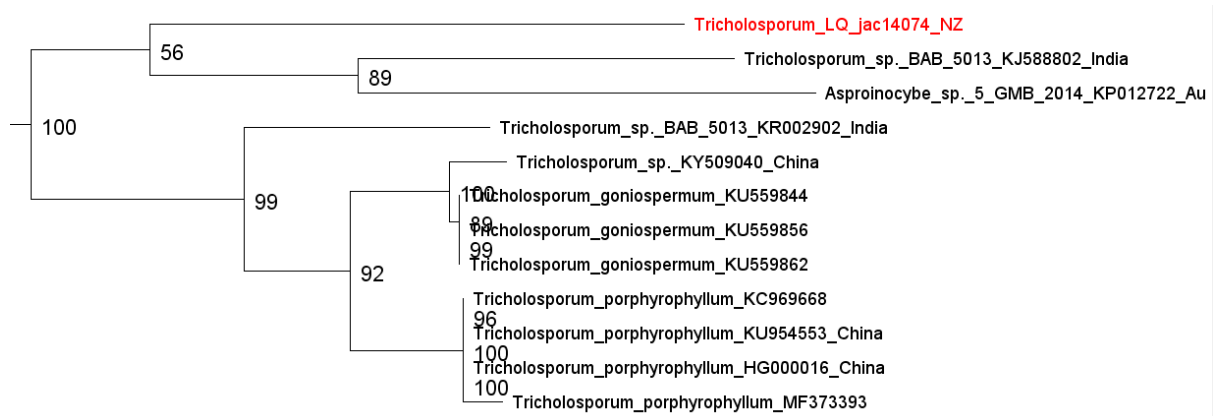 Tricholosporum_LQ_jac14074_NZ
56
Tricholosporum_sp._BAB_5013_KJ588802_India
89
Asproinocybe_sp._5_GMB_2014_KP012722_Au
100
Tricholosporum_sp._BAB_5013_KR002902_India
Tricholosporum_sp._KY509040_China
100
Tricholosporum_goniospermum_KU559844
99
89
Tricholosporum_goniospermum_KU559856
99
Tricholosporum_goniospermum_KU559862
92
Tricholosporum_porphyrophyllum_KC969668
96
Tricholosporum_porphyrophyllum_KU954553_China
100
Tricholosporum_porphyrophyllum_HG000016_China
100
Tricholosporum_porphyrophyllum_MF373393